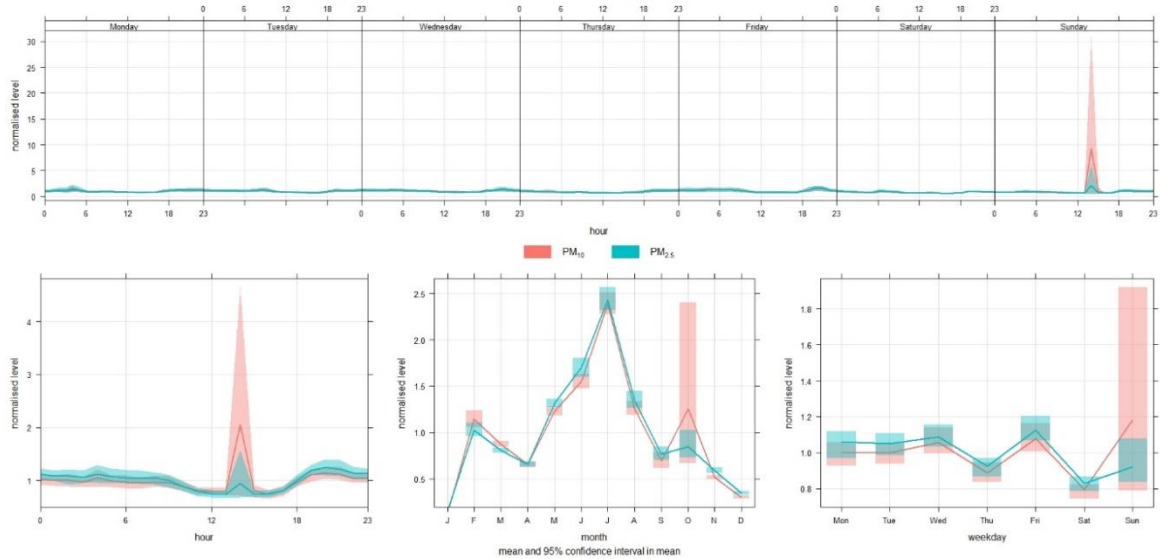 0 6 12 18 23 0 6 12 18 23 0 6 12 18 23
Monday Tuesday Wednesday Thursday Friday Saturday Sunday
normalised level
30
25
20
15
10
5
0
0 6 12 18 23 0 6 12 18 23 0 6 12 18 23 0 6 12 18 23
hour
PM10 PM2.5
normalised level
4
3
2
1
0 6 12 18 23
hour
normalised level
2.5
2.0
1.5
1.0
0.5
J F M A M J J A S O N D
month
mean and 95% confidence interval in mean
normalised level
1.8
1.6
1.4
1.2
1.0
0.8
Mon Tue Wed Thu Fri Sat Sun
weekday